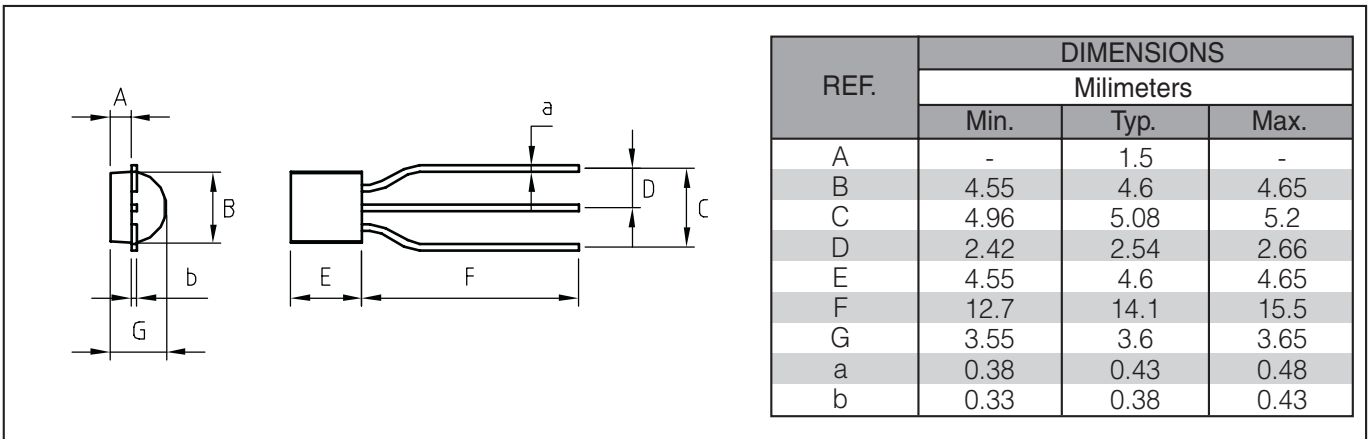 A
B
b
G
a
D
C
E
F
REF.
DIMENSIONS
Milimeters
Min. Typ. Max.
A - 1.5 -
B 4.55 4.6 4.65
C 4.96 5.08 5.2
D 2.42 2.54 2.66
E 4.55 4.6 4.65
F 12.7 14.1 15.5
G 3.55 3.6 3.65
a 0.38 0.43 0.48
b 0.33 0.38 0.43